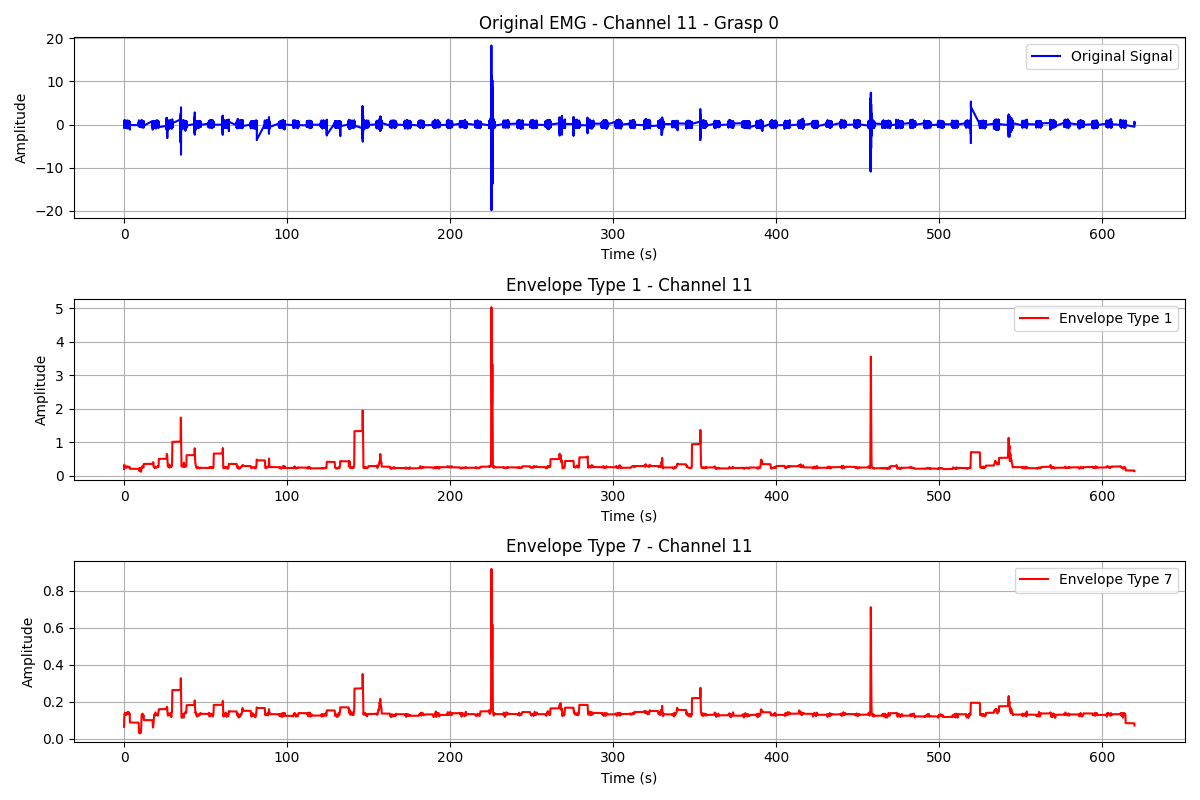 Original EMG - Channel 11 - Grasp 0
20
10
0
−10
−20
Amplitude
Original Signal
0 100 200 300 400 500 600
Time (s)
Envelope Type 1 - Channel 11
5
4
3
2
1
0
Amplitude
Envelope Type 1
0 100 200 300 400 500 600
Time (s)
Envelope Type 7 - Channel 11
0.8
0.6
0.4
0.2
0.0
Amplitude
Envelope Type 7
0 100 200 300 400 500 600
Time (s)